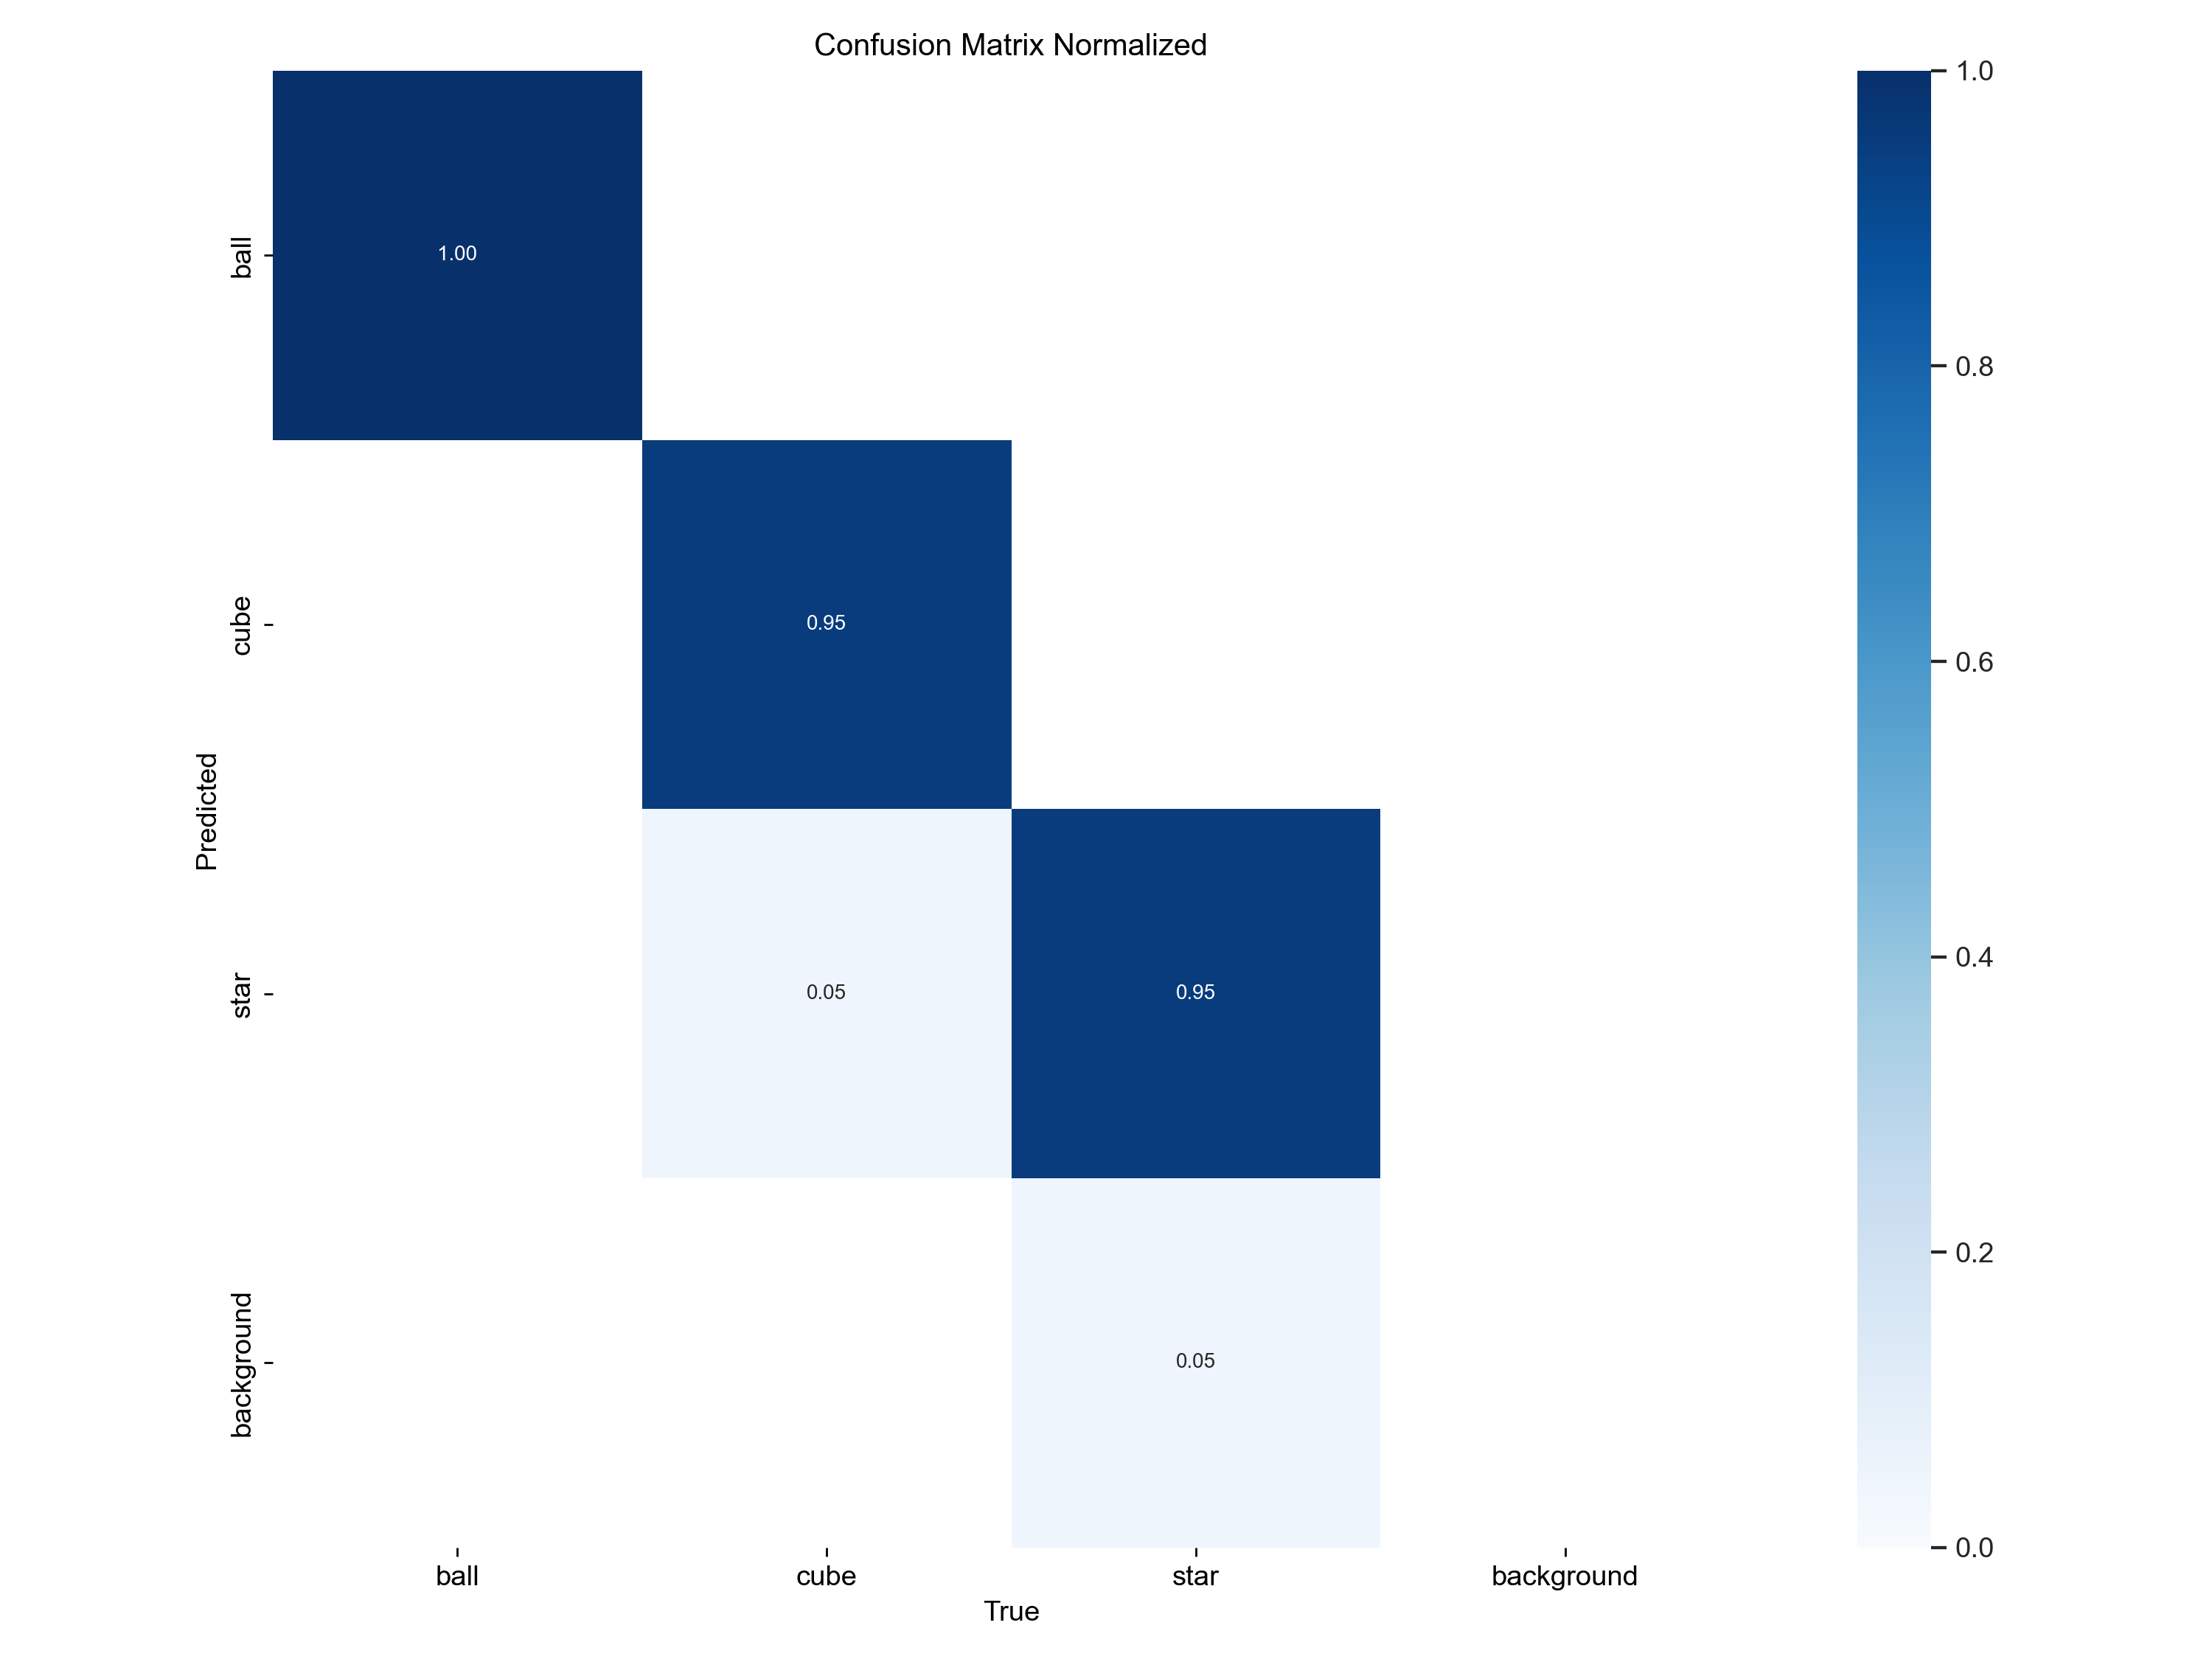 Confusion Matrix Normalized
1.0
ball
1.00
0.8
cube
0.95
0.6
Predicted
star
0.05
0.95
0.4
0.2
background
0.05
0.0
ball
cube
star
background
True